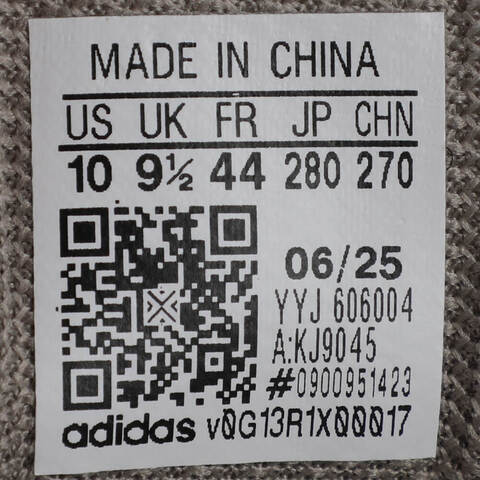 MADE IN CHINA
US UK FR JP CHN
10 9½ 44 280 270
06/25
YYJ 606004
A:KJ9045
#0900951423
adidas v0G13R1X00017